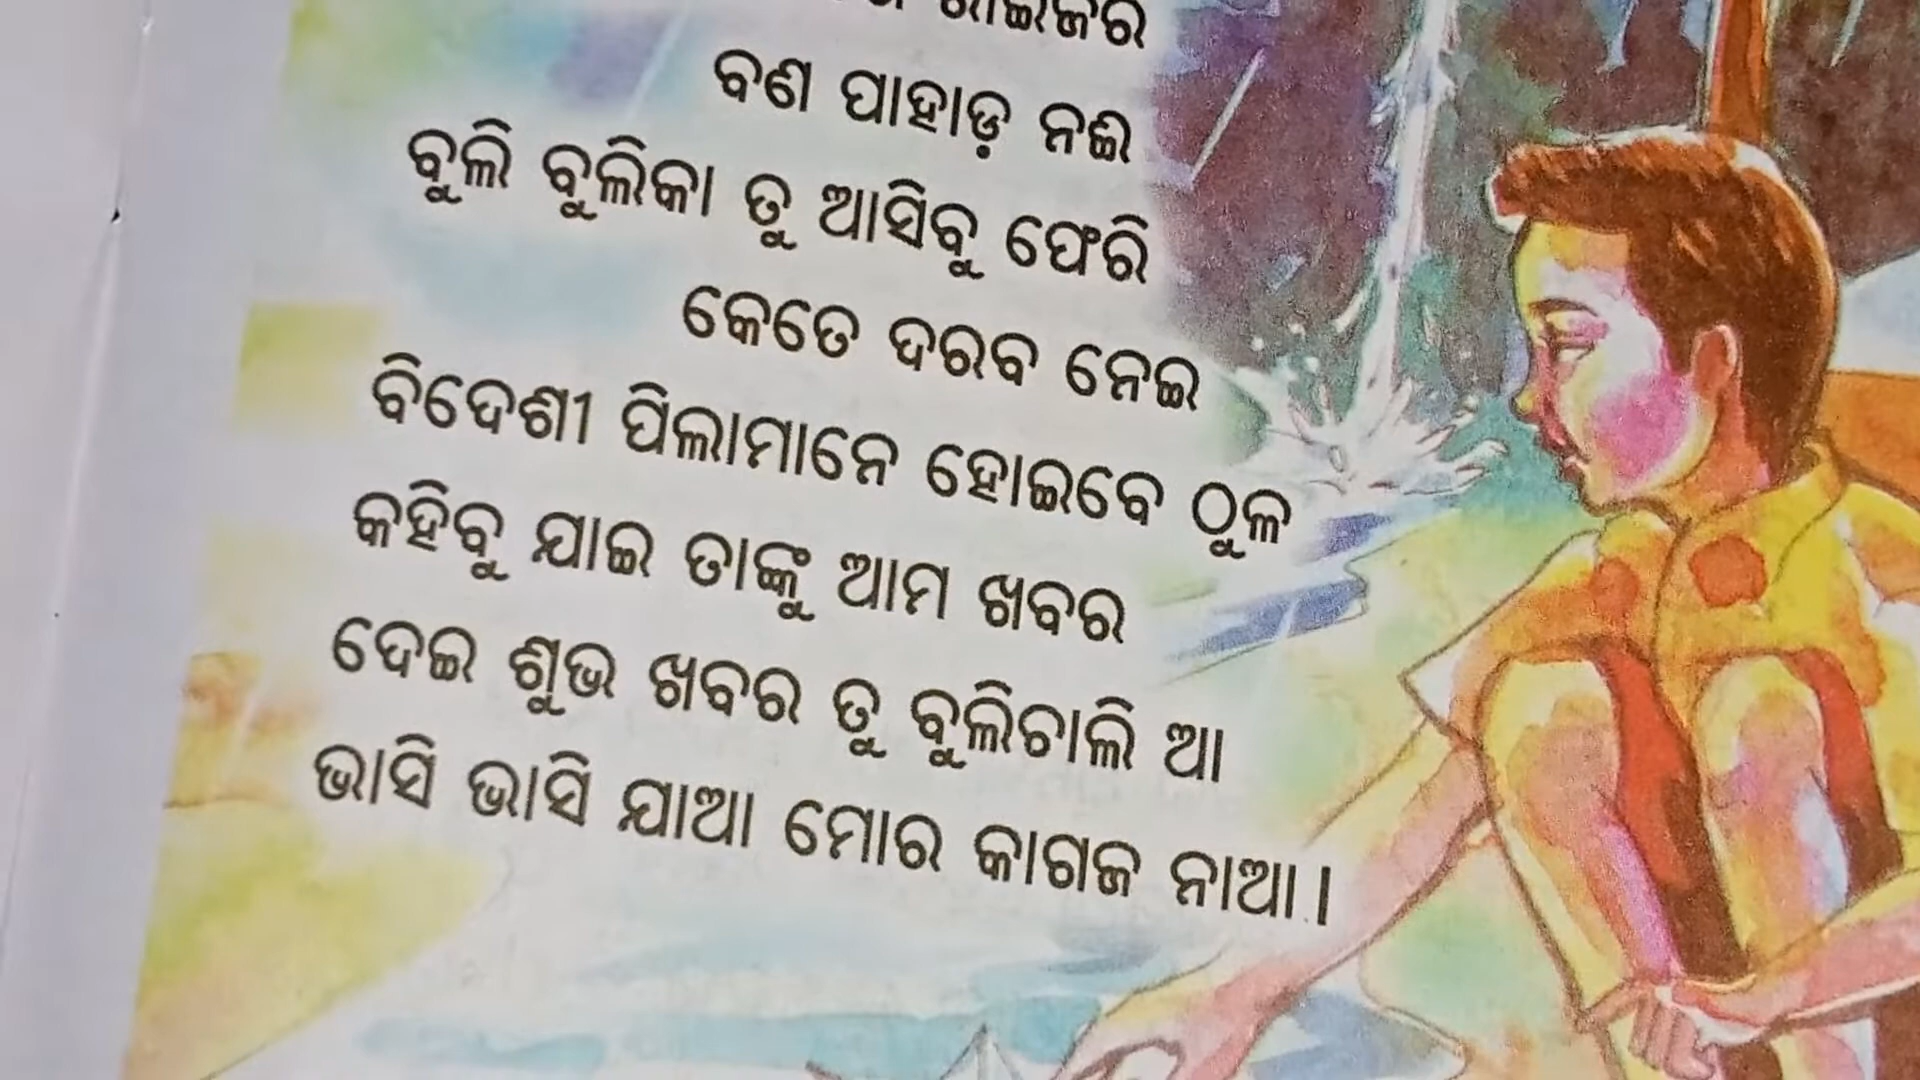 ବଣ ପାହାଡ଼ ନଈ
ବୁଲି ବୁଲିକା ତୁ ଆସିବୁ ଫେରି
କେତେ ଦରବ ନେଇ
ବିଦେଶୀ ପିଲାମାନେ ହୋଇବେ ଠୁଳ
କହିବୁ ଯାଇ ତାଙ୍କୁ ଆମ ଖବର
ଦେଇ ଶୁଭ ଖବର ତୁ ବୁଲିଚାଲି ଆ
ଭାସି ଭାସି ଯାଆ ମୋର କାଗଜ ନାଆ।